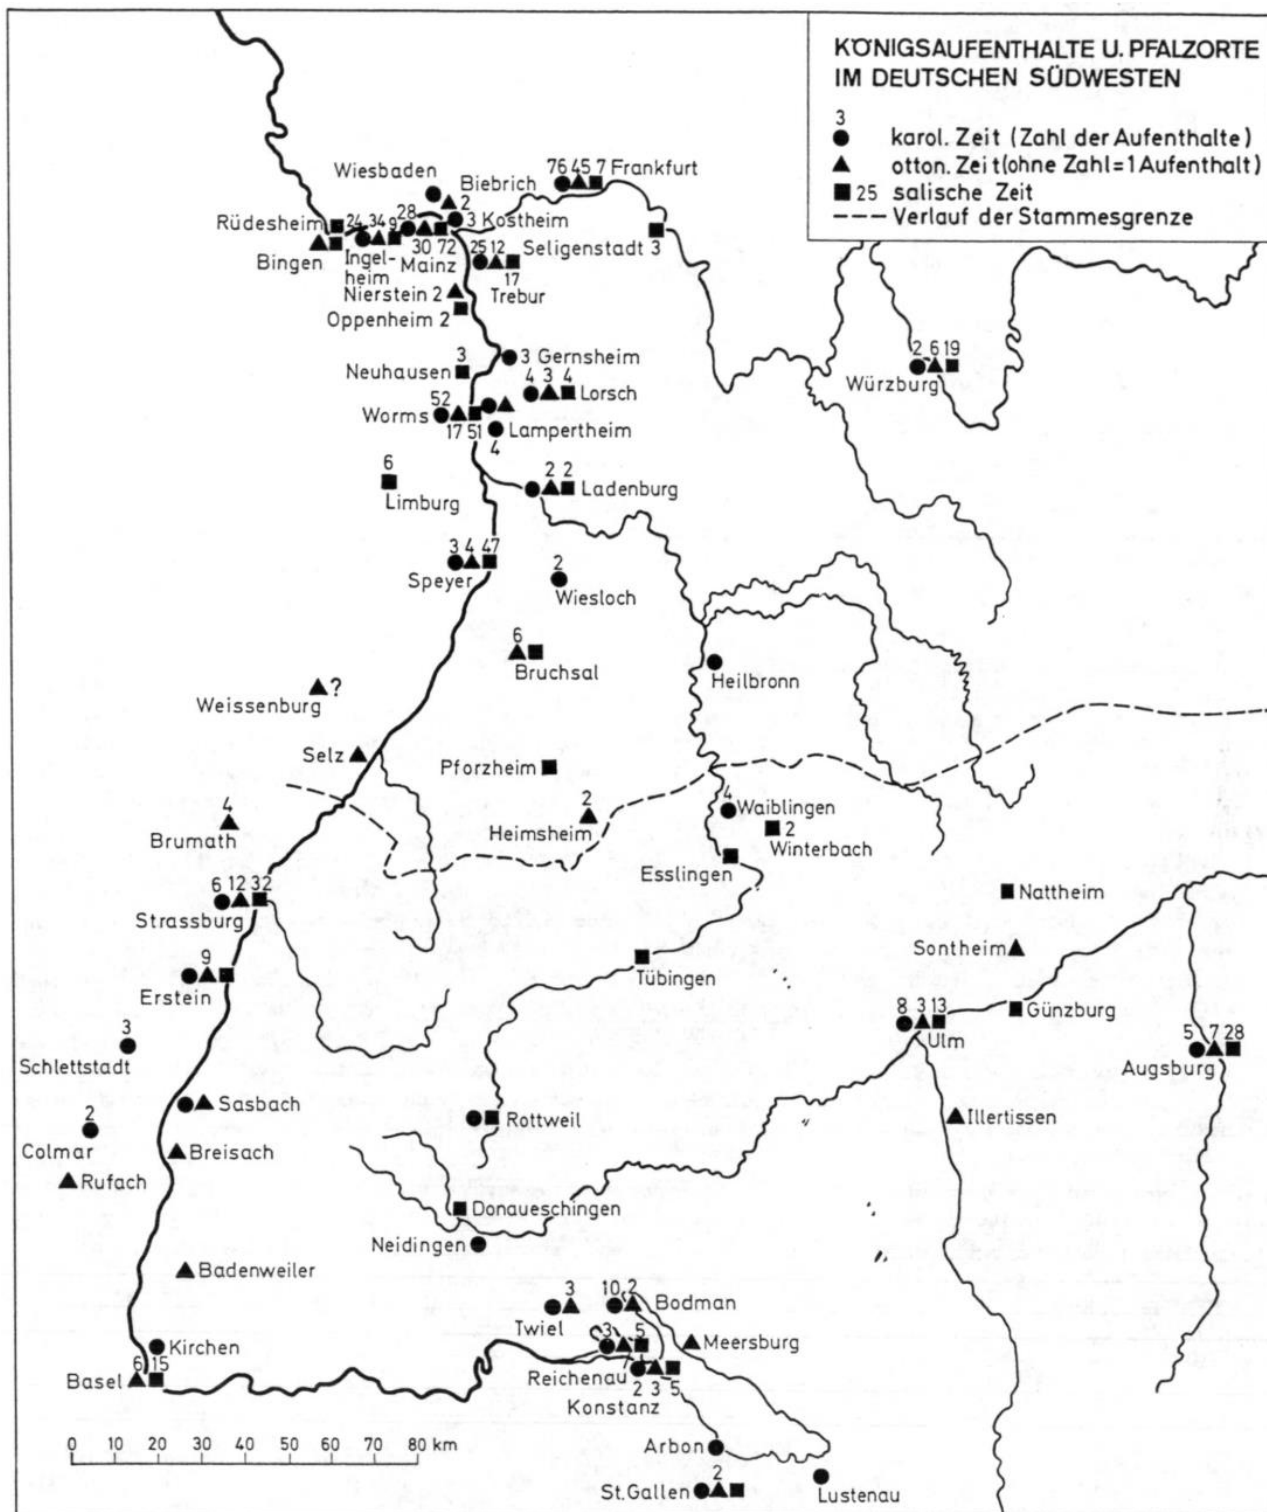 KÖNIGSAUFENTHALTE U. PFALZORTE
IM DEUTSCHEN SÜDWESTEN
3
karol. Zeit (Zahl der Aufenthalte)
otton. Zeit (ohne Zahl=1 Aufenthalt)
25 salische Zeit
Verlauf der Stammesgrenze
76 45 7 Frankfurt
Wiesbaden
Biebrich
2
3 Kostheim
Rüdesheim
24 34 9 28
Bingen
Ingel-
heim
30 72
Mainz
Seligenstadt 3
25 12
17
Trebur
Nierstein 2
Oppenheim 2
3 Gernsheim
3
Neuhausen
2 6 19
Würzburg
4 3 4
Lorsch
52
Worms
17 51
Lampertheim
4
6
Limburg
2 2
Ladenburg
3 4 47
Speyer
2
Wiesloch
6
Bruchsal
Heilbronn
?
Weissenburg
Selz
Pforzheim
4
Brumath
2
Heimsheim
4
Waiblingen
2
Winterbach
Esslingen
6 12 32
Strassburg
Nattheim
Sontheim
Tübingen
9
Erstein
Günzburg
8 3 13
Ulm
3
Schlettstadt
5 7 28
Augsburg
Sasbach
Rottweil
Illertissen
2
Colmar
Breisach
Rufach
Donaueschingen
Neidingen
Badenweiler
3
Twiel
10 2
Bodman
Kirchen
3 5
Reichenau
Meersburg
6 15
Basel
2 3 5
Konstanz
0 10 20 30 40 50 60 70 80 km
Arbon
2
St.Gallen
Lustenau